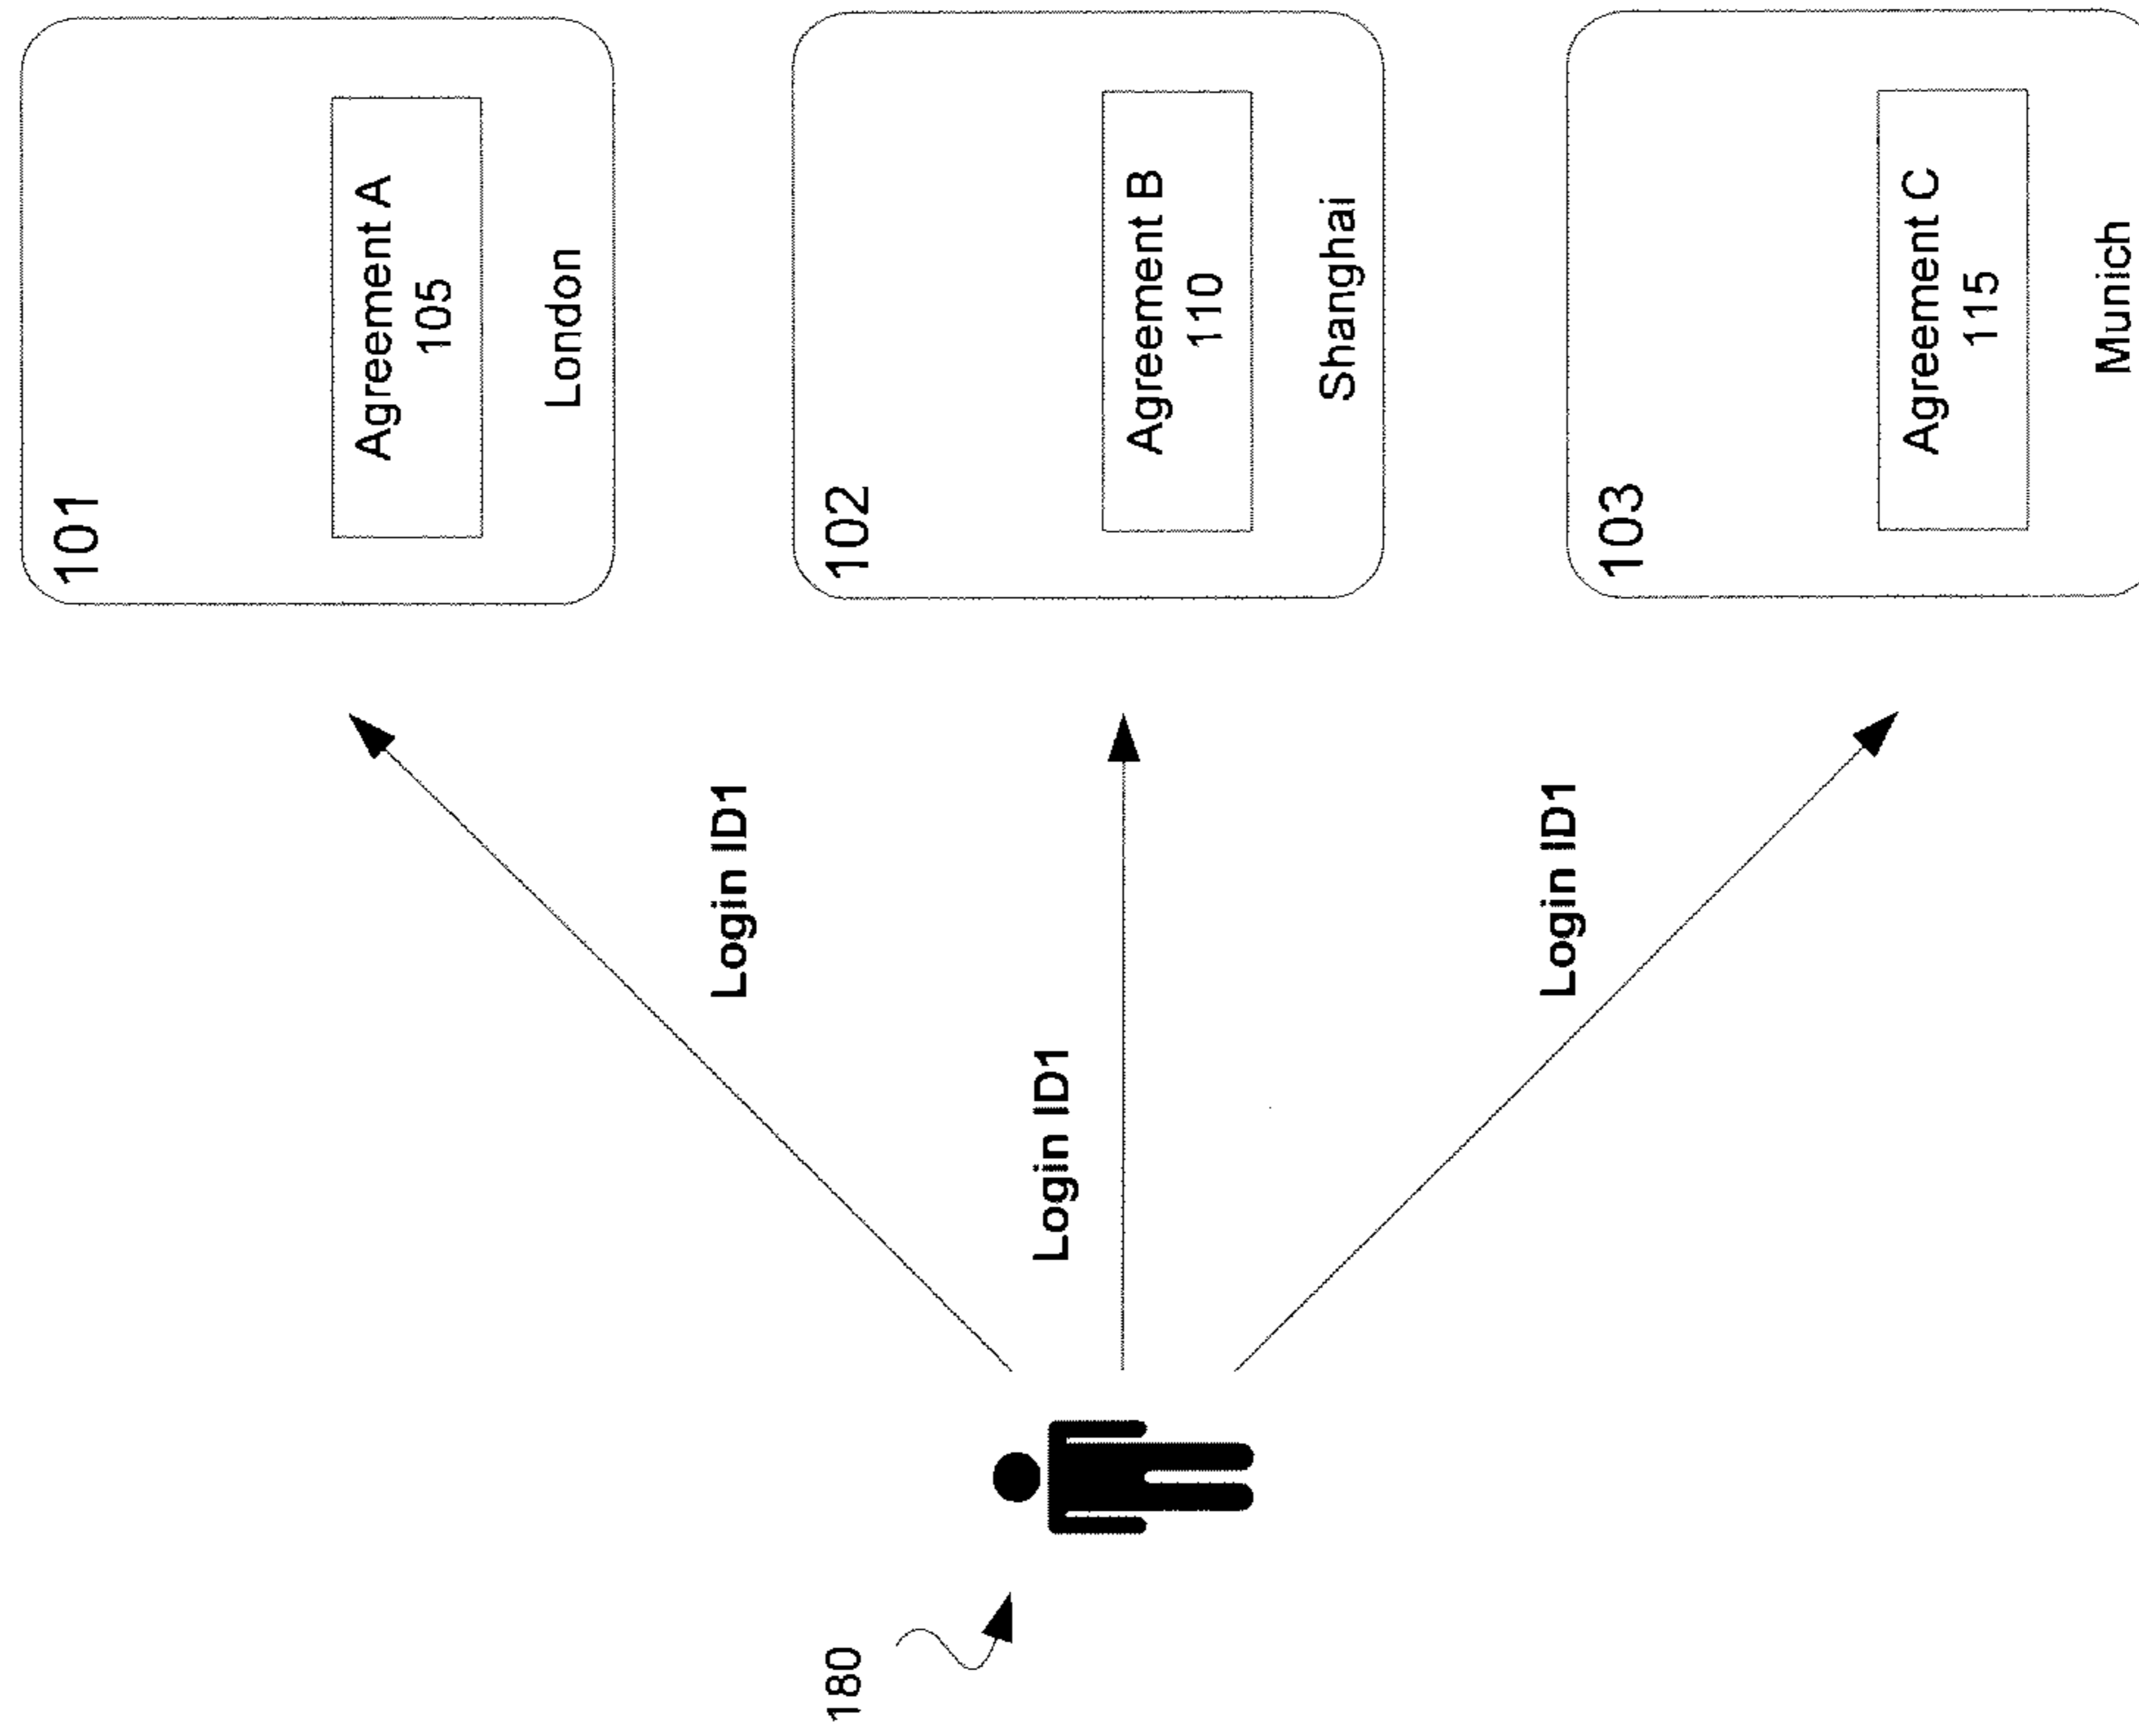 101
Agreement A
105
London
Login ID1
102
Agreement B
110
Shanghai
Login ID1
103
Agreement C
115
Munich
Login ID1
180